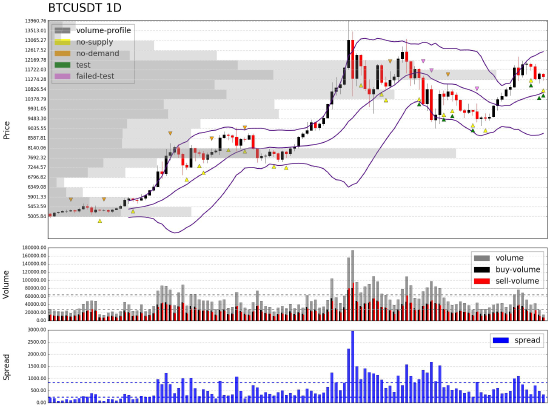 BTCUSDT 1D
Price
13960.76
13513.01
13065.27
12617.52
12169.78
11722.03
11274.28
10826.54
10378.79
9931.05
9483.30
9035.55
8587.81
8140.06
7692.32
7244.57
6796.82
6349.08
5901.33
5453.59
5005.84
volume-profile
no-supply
no-demand
test
failed-test
Volume
180000.00
160000.00
140000.00
120000.00
100000.00
80000.00
60000.00
40000.00
20000.00
0.00
volume
buy-volume
sell-volume
Spread
3000.00
2500.00
2000.00
1500.00
1000.00
500.00
0.00
spread